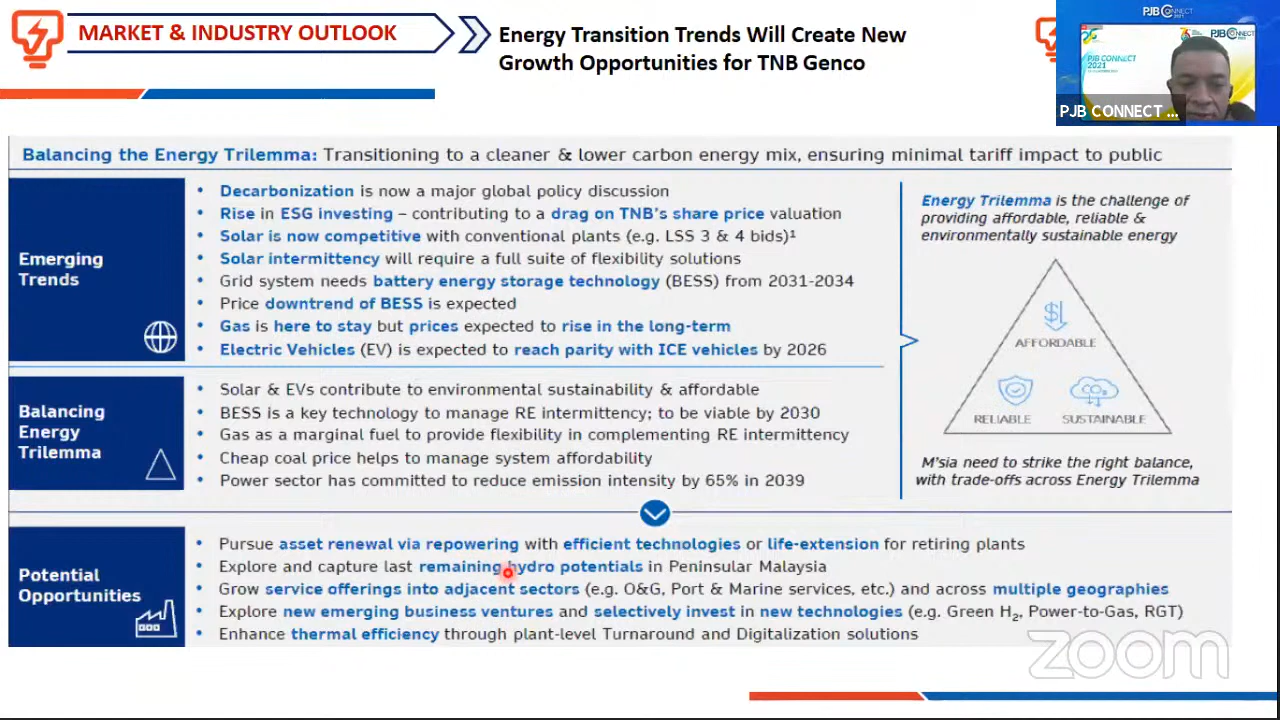 MARKET & INDUSTRY OUTLOOK
Energy Transition Trends Will Create New
Growth Opportunities for TNB Genco
PJB CONNECT
2021
PJB CONNECT
PJB CONNECT
2021
PJB CONNECT ...
Balancing the Energy Trilemma: Transitioning to a cleaner & lower carbon energy mix, ensuring minimal tariff impact to public
Emerging
Trends
• Decarbonization is now a major global policy discussion
• Rise in ESG investing – contributing to a drag on TNB's share price valuation
• Solar is now competitive with conventional plants (e.g. LSS 3 & 4 bids)¹
• Solar intermittency will require a full suite of flexibility solutions
• Grid system needs battery energy storage technology (BESS) from 2031-2034
• Price downtrend of BESS is expected
• Gas is here to stay but prices expected to rise in the long-term
• Electric Vehicles (EV) is expected to reach parity with ICE vehicles by 2026
Balancing
Energy
Trilemma
• Solar & EVs contribute to environmental sustainability & affordable
• BESS is a key technology to manage RE intermittency; to be viable by 2030
• Gas as a marginal fuel to provide flexibility in complementing RE intermittency
• Cheap coal price helps to manage system affordability
• Power sector has committed to reduce emission intensity by 65% in 2039
Energy Trilemma is the challenge of
providing affordable, reliable &
environmentally sustainable energy
AFFORDABLE
RELIABLE
SUSTAINABLE
M'sia need to strike the right balance,
with trade-offs across Energy Trilemma
Potential
Opportunities
• Pursue asset renewal via repowering with efficient technologies or life-extension for retiring plants
• Explore and capture last remaining hydro potentials in Peninsular Malaysia
• Grow service offerings into adjacent sectors (e.g. O&G, Port & Marine services, etc.) and across multiple geographies
• Explore new emerging business ventures and selectively invest in new technologies (e.g. Green H₂, Power-to-Gas, RGT)
• Enhance thermal efficiency through plant-level Turnaround and Digitalization solutions
zoom